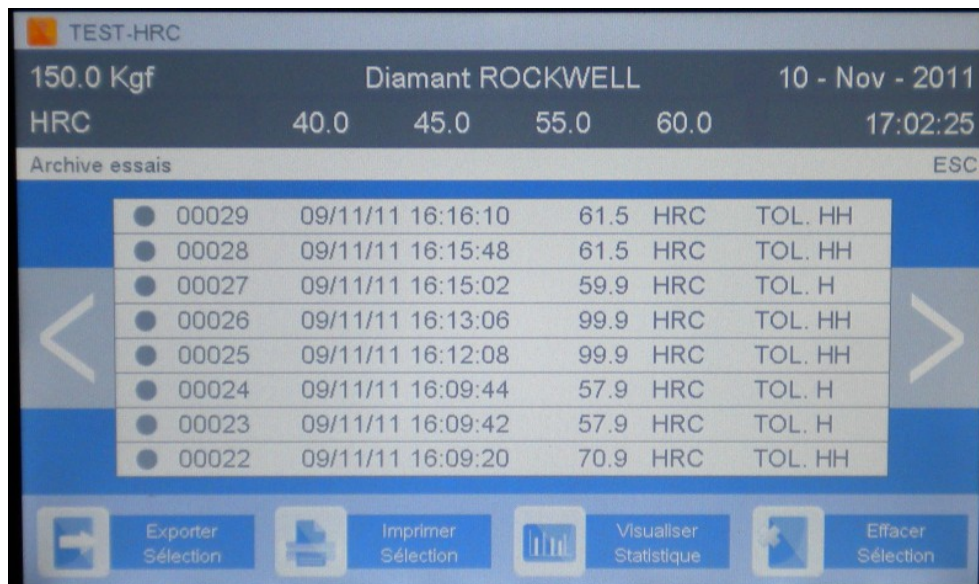 TEST-HRC
150.0 Kgf Diamant ROCKWELL 10 - Nov - 2011
HRC 40.0 45.0 55.0 60.0 17:02:25
Archive essais ESC
00029 09/11/11 16:16:10 61.5 HRC TOL. HH
00028 09/11/11 16:15:48 61.5 HRC TOL. HH
00027 09/11/11 16:15:02 59.9 HRC TOL. H
00026 09/11/11 16:13:06 99.9 HRC TOL. HH
00025 09/11/11 16:12:08 99.9 HRC TOL. HH
00024 09/11/11 16:09:44 57.9 HRC TOL. H
00023 09/11/11 16:09:42 57.9 HRC TOL. H
00022 09/11/11 16:09:20 70.9 HRC TOL. HH
Exporter Imprimer Visualiser Effacer
Sélection Sélection Statistique Sélection